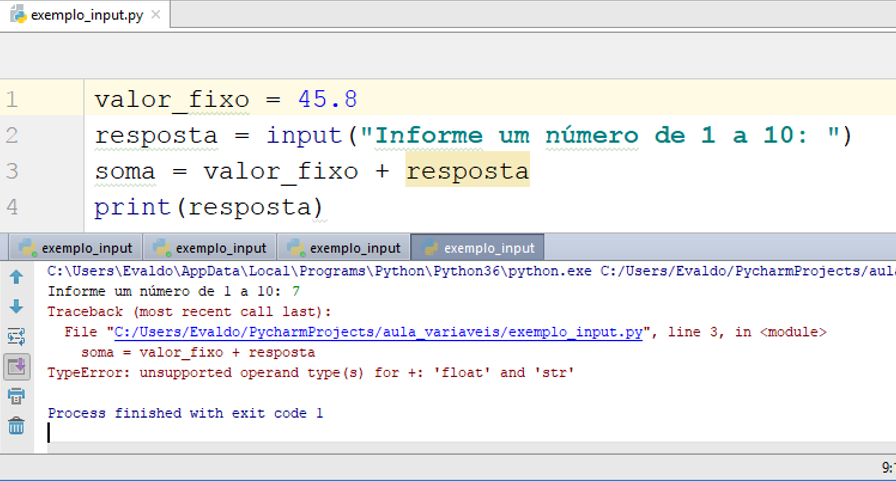 exemplo_input.py
1 valor_fixo = 45.8
2 resposta = input("Informe um número de 1 a 10: ")
3 soma = valor_fixo + resposta
4 print(resposta)
exemplo_input exemplo_input exemplo_input exemplo_input
C:\Users\Evaldo\AppData\Local\Programs\Python\Python36\python.exe C:/Users/Evaldo/PycharmProjects/aula
Informe um número de 1 a 10: 7
Traceback (most recent call last):
File "C:/Users/Evaldo/PycharmProjects/aula_variaveis/exemplo_input.py", line 3, in <module>
soma = valor_fixo + resposta
TypeError: unsupported operand type(s) for +: 'float' and 'str'
Process finished with exit code 1